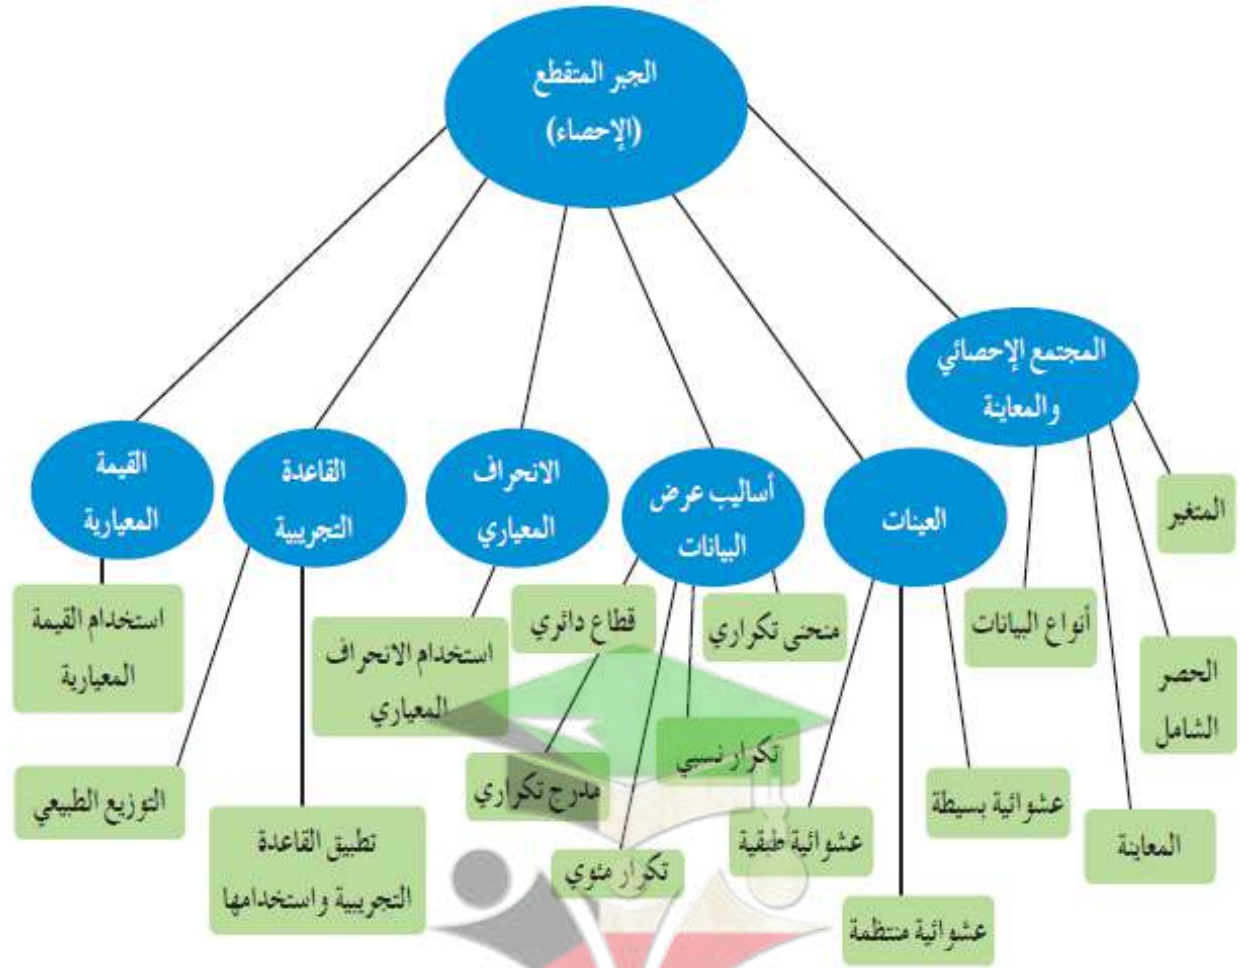 الجبر المتقطع
(الإحصاء)
المجتمع الإحصائي
والمعاينة
المتغير
الحصر
الشامل
المعاينة
أنواع البيانات
العينات
عشوائية بسيطة
عشوائية منتظمة
عشوائية طبقية
أساليب عرض
البيانات
منحنى تكراري
تكرار نسبي
تكرار مئوي
قطاع دائري
مدرج تكراري
الانحراف
المعياري
استخدام الانحراف
المعياري
القاعدة
التجريبية
تطبيق القاعدة
التجريبية واستخدامها
التوزيع الطبيعي
القيمة
المعيارية
استخدام القيمة
المعيارية